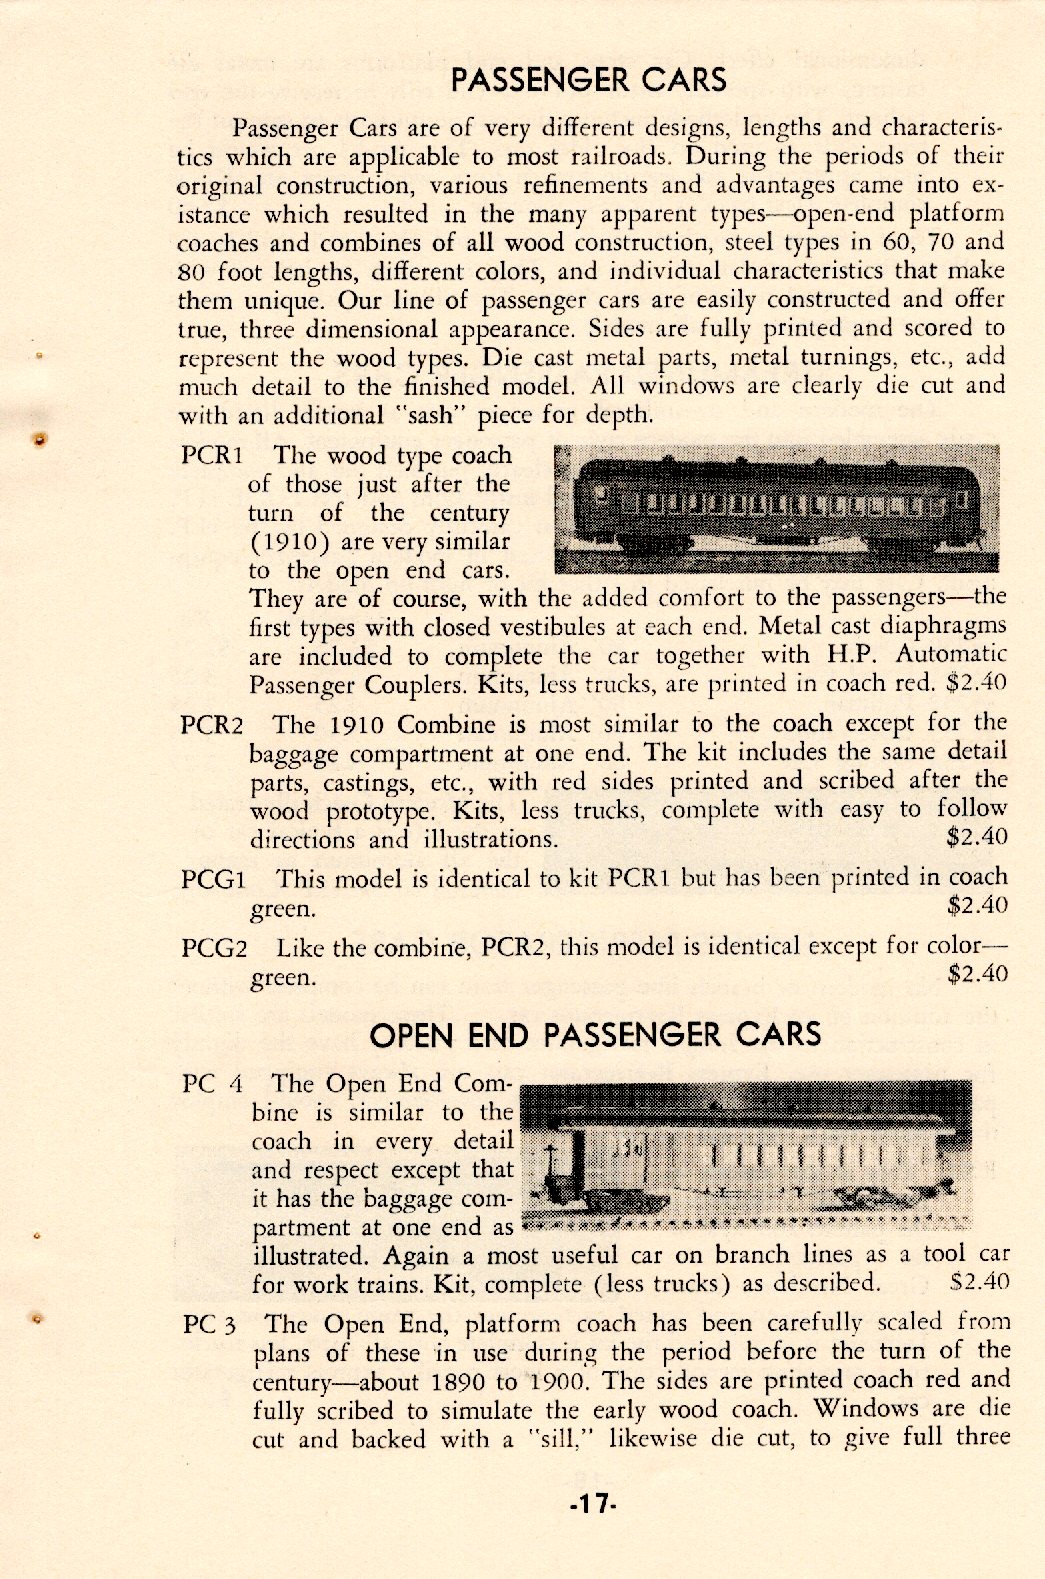 PASSENGER CARS
Passenger Cars are of very different designs, lengths and characteris-
tics which are applicable to most railroads. During the periods of their
original construction, various refinements and advantages came into ex-
istance which resulted in the many apparent types—open-end platform
coaches and combines of all wood construction, steel types in 60, 70 and
80 foot lengths, different colors, and individual characteristics that make
them unique. Our line of passenger cars are easily constructed and offer
true, three dimensional appearance. Sides are fully printed and scored to
represent the wood types. Die cast metal parts, metal turnings, etc., add
much detail to the finished model. All windows are clearly die cut and
with an additional "sash" piece for depth.
PCR1 The wood type coach
of those just after the
turn of the century
(1910) are very similar
to the open end cars.
They are of course, with the added comfort to the passengers—the
first types with closed vestibules at each end. Metal cast diaphragms
are included to complete the car together with H.P. Automatic
Passenger Couplers. Kits, less trucks, are printed in coach red. $2.40
PCR2 The 1910 Combine is most similar to the coach except for the
baggage compartment at one end. The kit includes the same detail
parts, castings, etc., with red sides printed and scribed after the
wood prototype. Kits, less trucks, complete with easy to follow
directions and illustrations. $2.40
PCG1 This model is identical to kit PCR1 but has been printed in coach
green. $2.40
PCG2 Like the combine, PCR2, this model is identical except for color—
green. $2.40
OPEN END PASSENGER CARS
PC 4 The Open End Com-
bine is similar to the
coach in every detail
and respect except that
it has the baggage com-
partment at one end as
illustrated. Again a most useful car on branch lines as a tool car
for work trains. Kit, complete (less trucks) as described. $2.40
PC 3 The Open End, platform coach has been carefully scaled from
plans of these in use during the period before the turn of the
century—about 1890 to 1900. The sides are printed coach red and
fully scribed to simulate the early wood coach. Windows are die
cut and backed with a "sill," likewise die cut, to give full three
-17-